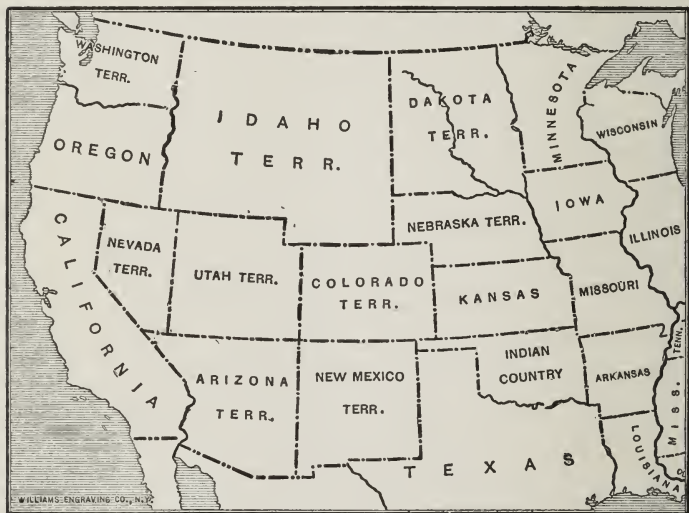 WASHINGTON
TERR.
OREGON
IDAHO
TERR.
DAKOTA
TERR.
MINNESOTA
WISCONSIN
NEBRASKA TERR.
IOWA
ILLINOIS
CALIFORNIA
NEVADA
TERR.
UTAH TERR.
COLORADO
TERR.
KANSAS
MISSOURI
ARIZONA
TERR.
NEW MEXICO
TERR.
INDIAN
COUNTRY
ARKANSAS
TENN.
MISS.
TEXAS
LOUISIANA
WILLIAMS ENGRAVING CO., N.Y.